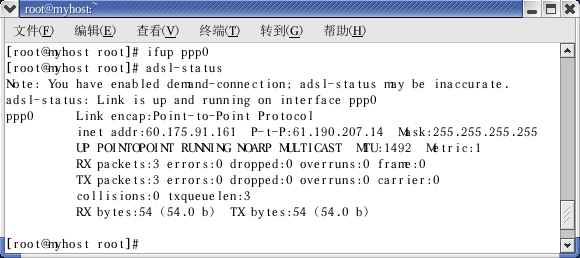 myhost:~
文件(F) 编辑(E) 查看(V) 终端(T) 转到(G) 帮助(H)
[root@myhost root]# ifup ppp0
[root@myhost root]# adsl-status
Note: You have enabled demand-connection; adsl-status may be inaccurate.
adsl-status: Link is up and running on interface ppp0
ppp0      Link encap:Point-to-Point Protocol
          inet addr:60.175.91.161  P-t-P:61.190.207.14  Mask:255.255.255.255
          UP POINTOPOINT RUNNING NOARP MULTICAST  MTU:1492  Metric:1
          RX packets:3 errors:0 dropped:0 overruns:0 frame:0
          TX packets:3 errors:0 dropped:0 overruns:0 carrier:0
          collisions:0 txqueuelen:3
          RX bytes:54 (54.0 b)  TX bytes:54 (54.0 b)
[root@myhost root]#